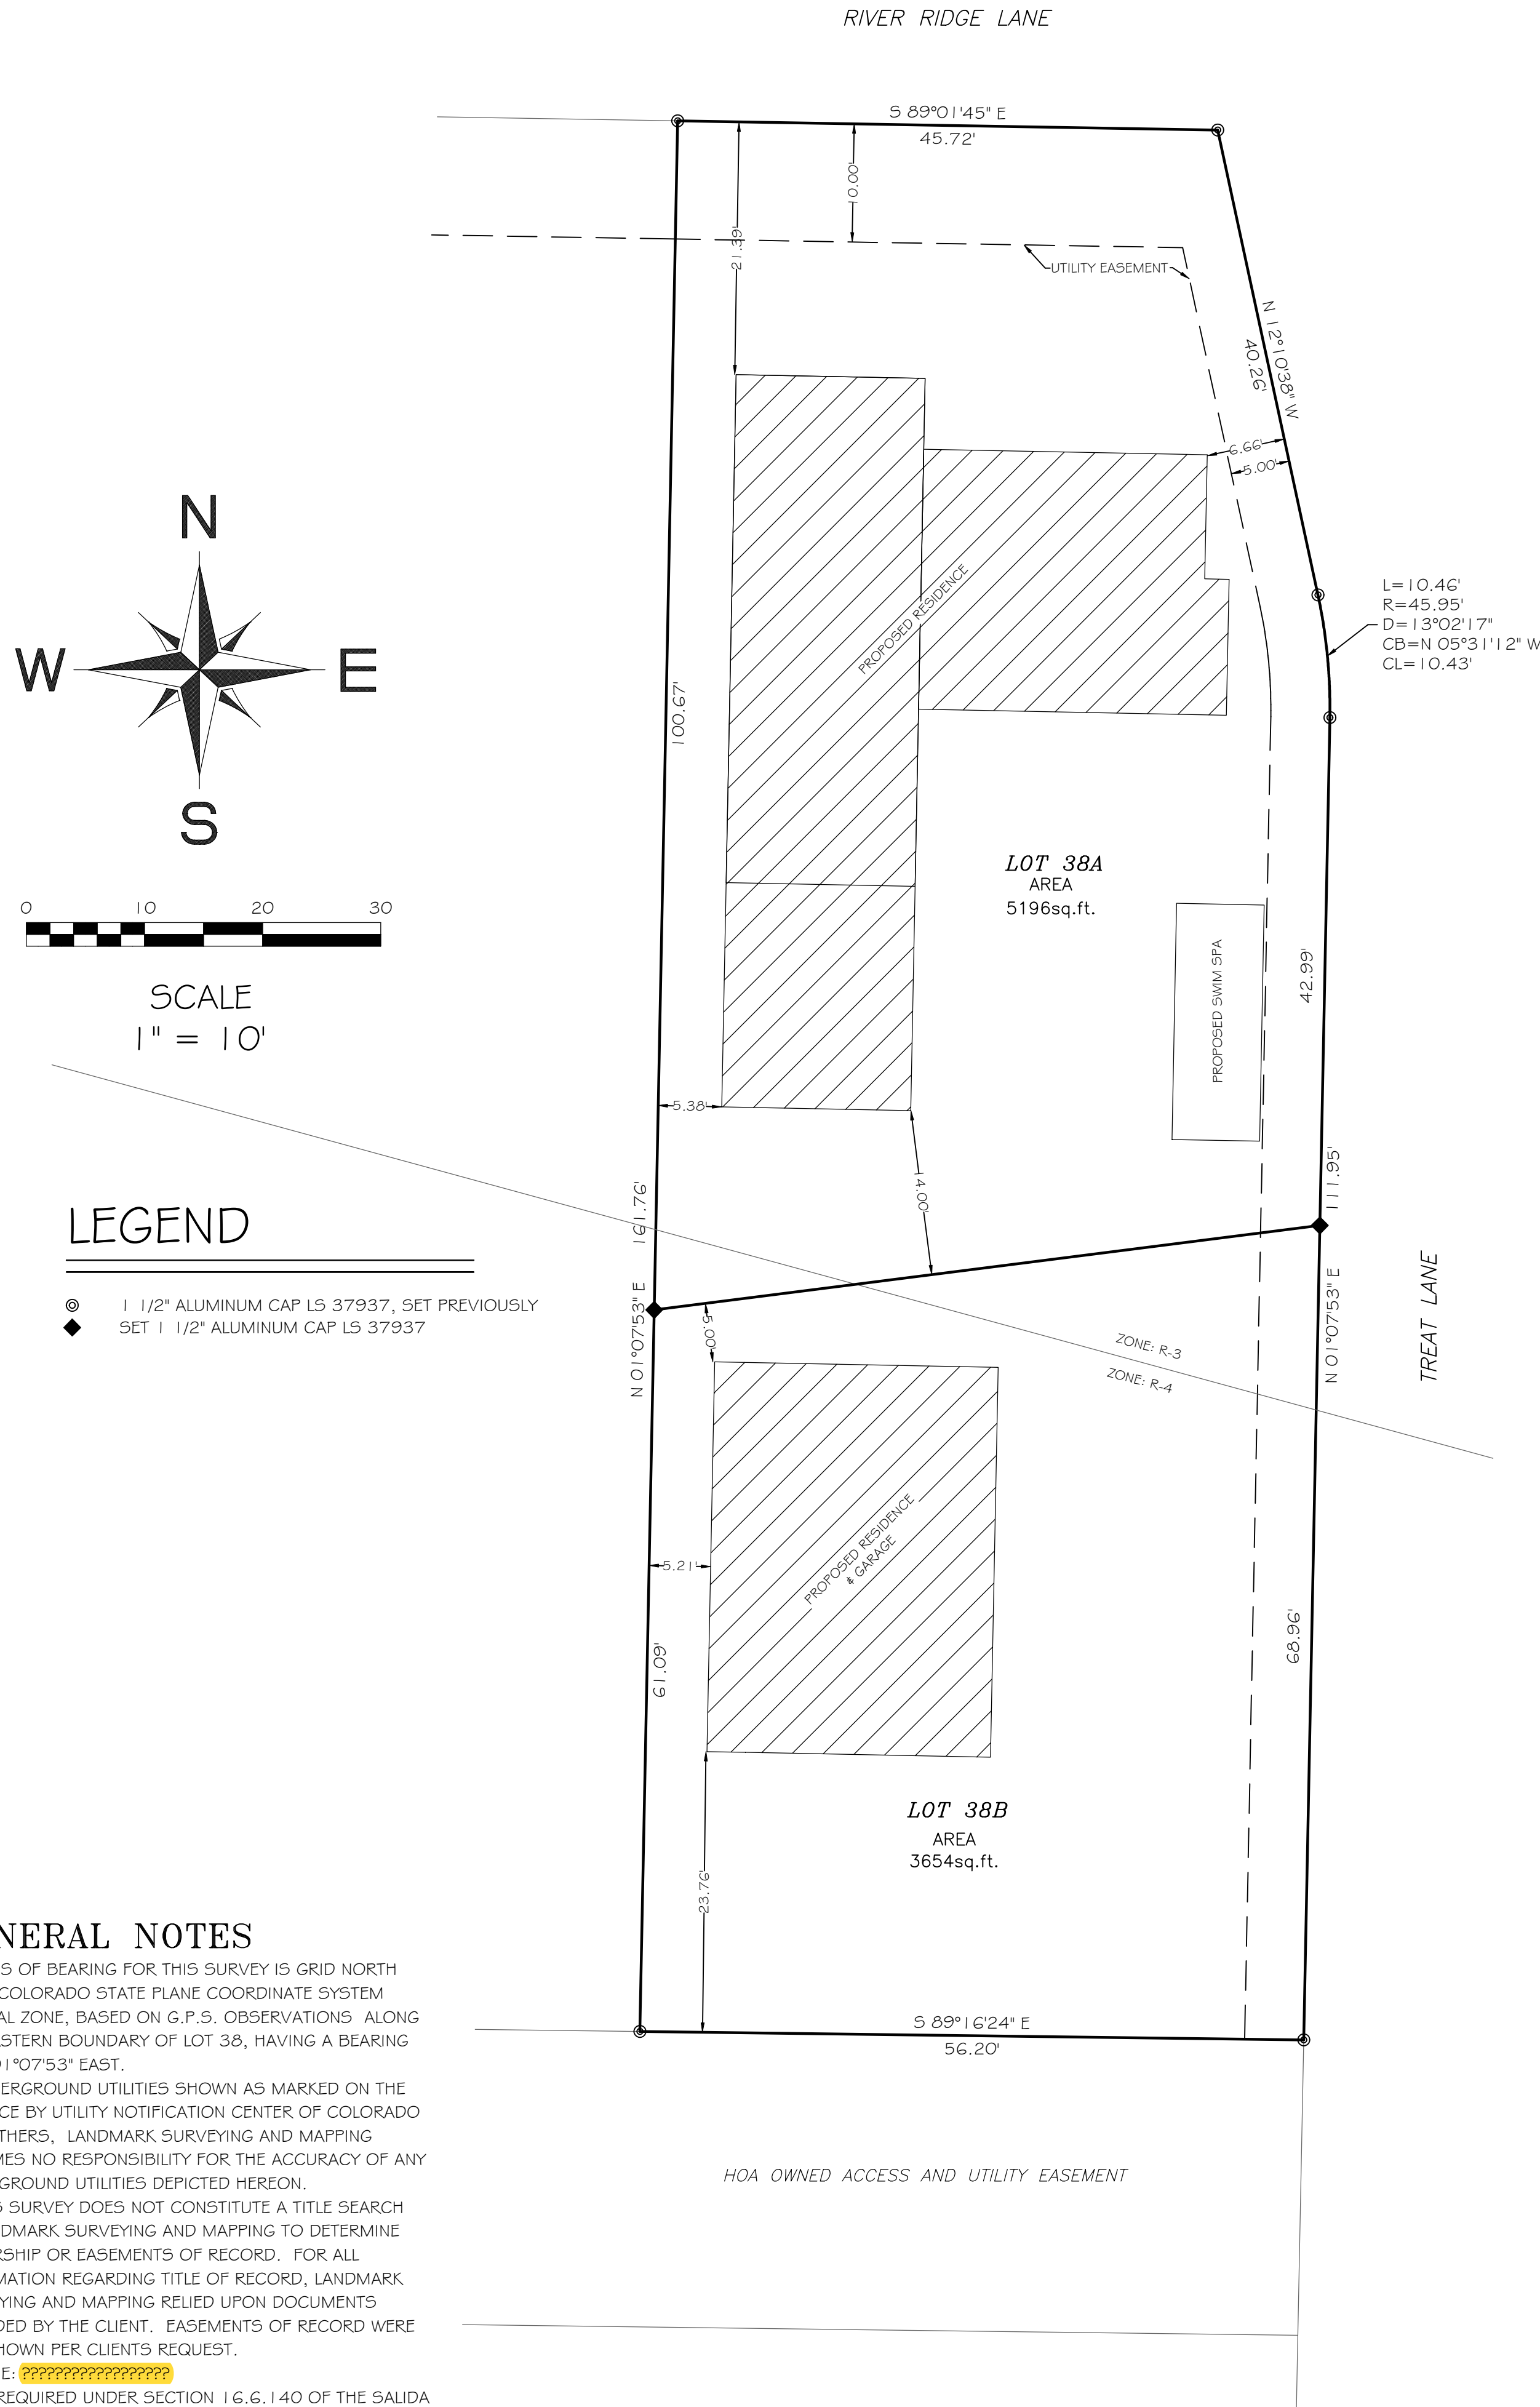 RIVER RIDGE LANE
S 89°01'45" E
45.72'
10.00'
21.39'
UTILITY EASEMENT
N 12°10'38" W
40.26'
6.66'
5.00'
N
W E
S
L=10.46'
R=45.95'
D=13°02'17"
CB=N 05°31'12" W
CL=10.43'
PROPOSED RESIDENCE
100.67'
LOT 38A
AREA
5196sq.ft.
0 10 20 30
SCALE
1" = 10'
42.99'
PROPOSED SWIM SPA
5.38'
14.00'
161.76'
N 01°07'53" E
111.95'
N 01°07'53" E
TREAT LANE
LEGEND
1 1/2" ALUMINUM CAP LS 37937, SET PREVIOUSLY
SET 1 1/2" ALUMINUM CAP LS 37937
5.00'
ZONE: R-3
ZONE: R-4
PROPOSED RESIDENCE
& GARAGE
5.21'
61.09'
68.96'
LOT 38B
AREA
3654sq.ft.
23.76'
S 89°16'24" E
56.20'
HOA OWNED ACCESS AND UTILITY EASEMENT
NERAL NOTES
S OF BEARING FOR THIS SURVEY IS GRID NORTH
COLORADO STATE PLANE COORDINATE SYSTEM
AL ZONE, BASED ON G.P.S. OBSERVATIONS ALONG
STERN BOUNDARY OF LOT 38, HAVING A BEARING
01°07'53" EAST.
ERGROUND UTILITIES SHOWN AS MARKED ON THE
CE BY UTILITY NOTIFICATION CENTER OF COLORADO
THERS, LANDMARK SURVEYING AND MAPPING
MES NO RESPONSIBILITY FOR THE ACCURACY OF ANY
GROUND UTILITIES DEPICTED HEREON.
S SURVEY DOES NOT CONSTITUTE A TITLE SEARCH
DMARK SURVEYING AND MAPPING TO DETERMINE
RSHIP OR EASEMENTS OF RECORD. FOR ALL
MATION REGARDING TITLE OF RECORD, LANDMARK
YING AND MAPPING RELIED UPON DOCUMENTS
DED BY THE CLIENT. EASEMENTS OF RECORD WERE
HOWN PER CLIENTS REQUEST.
E: ??????????????????
REQUIRED UNDER SECTION 16.6.140 OF THE SALIDA